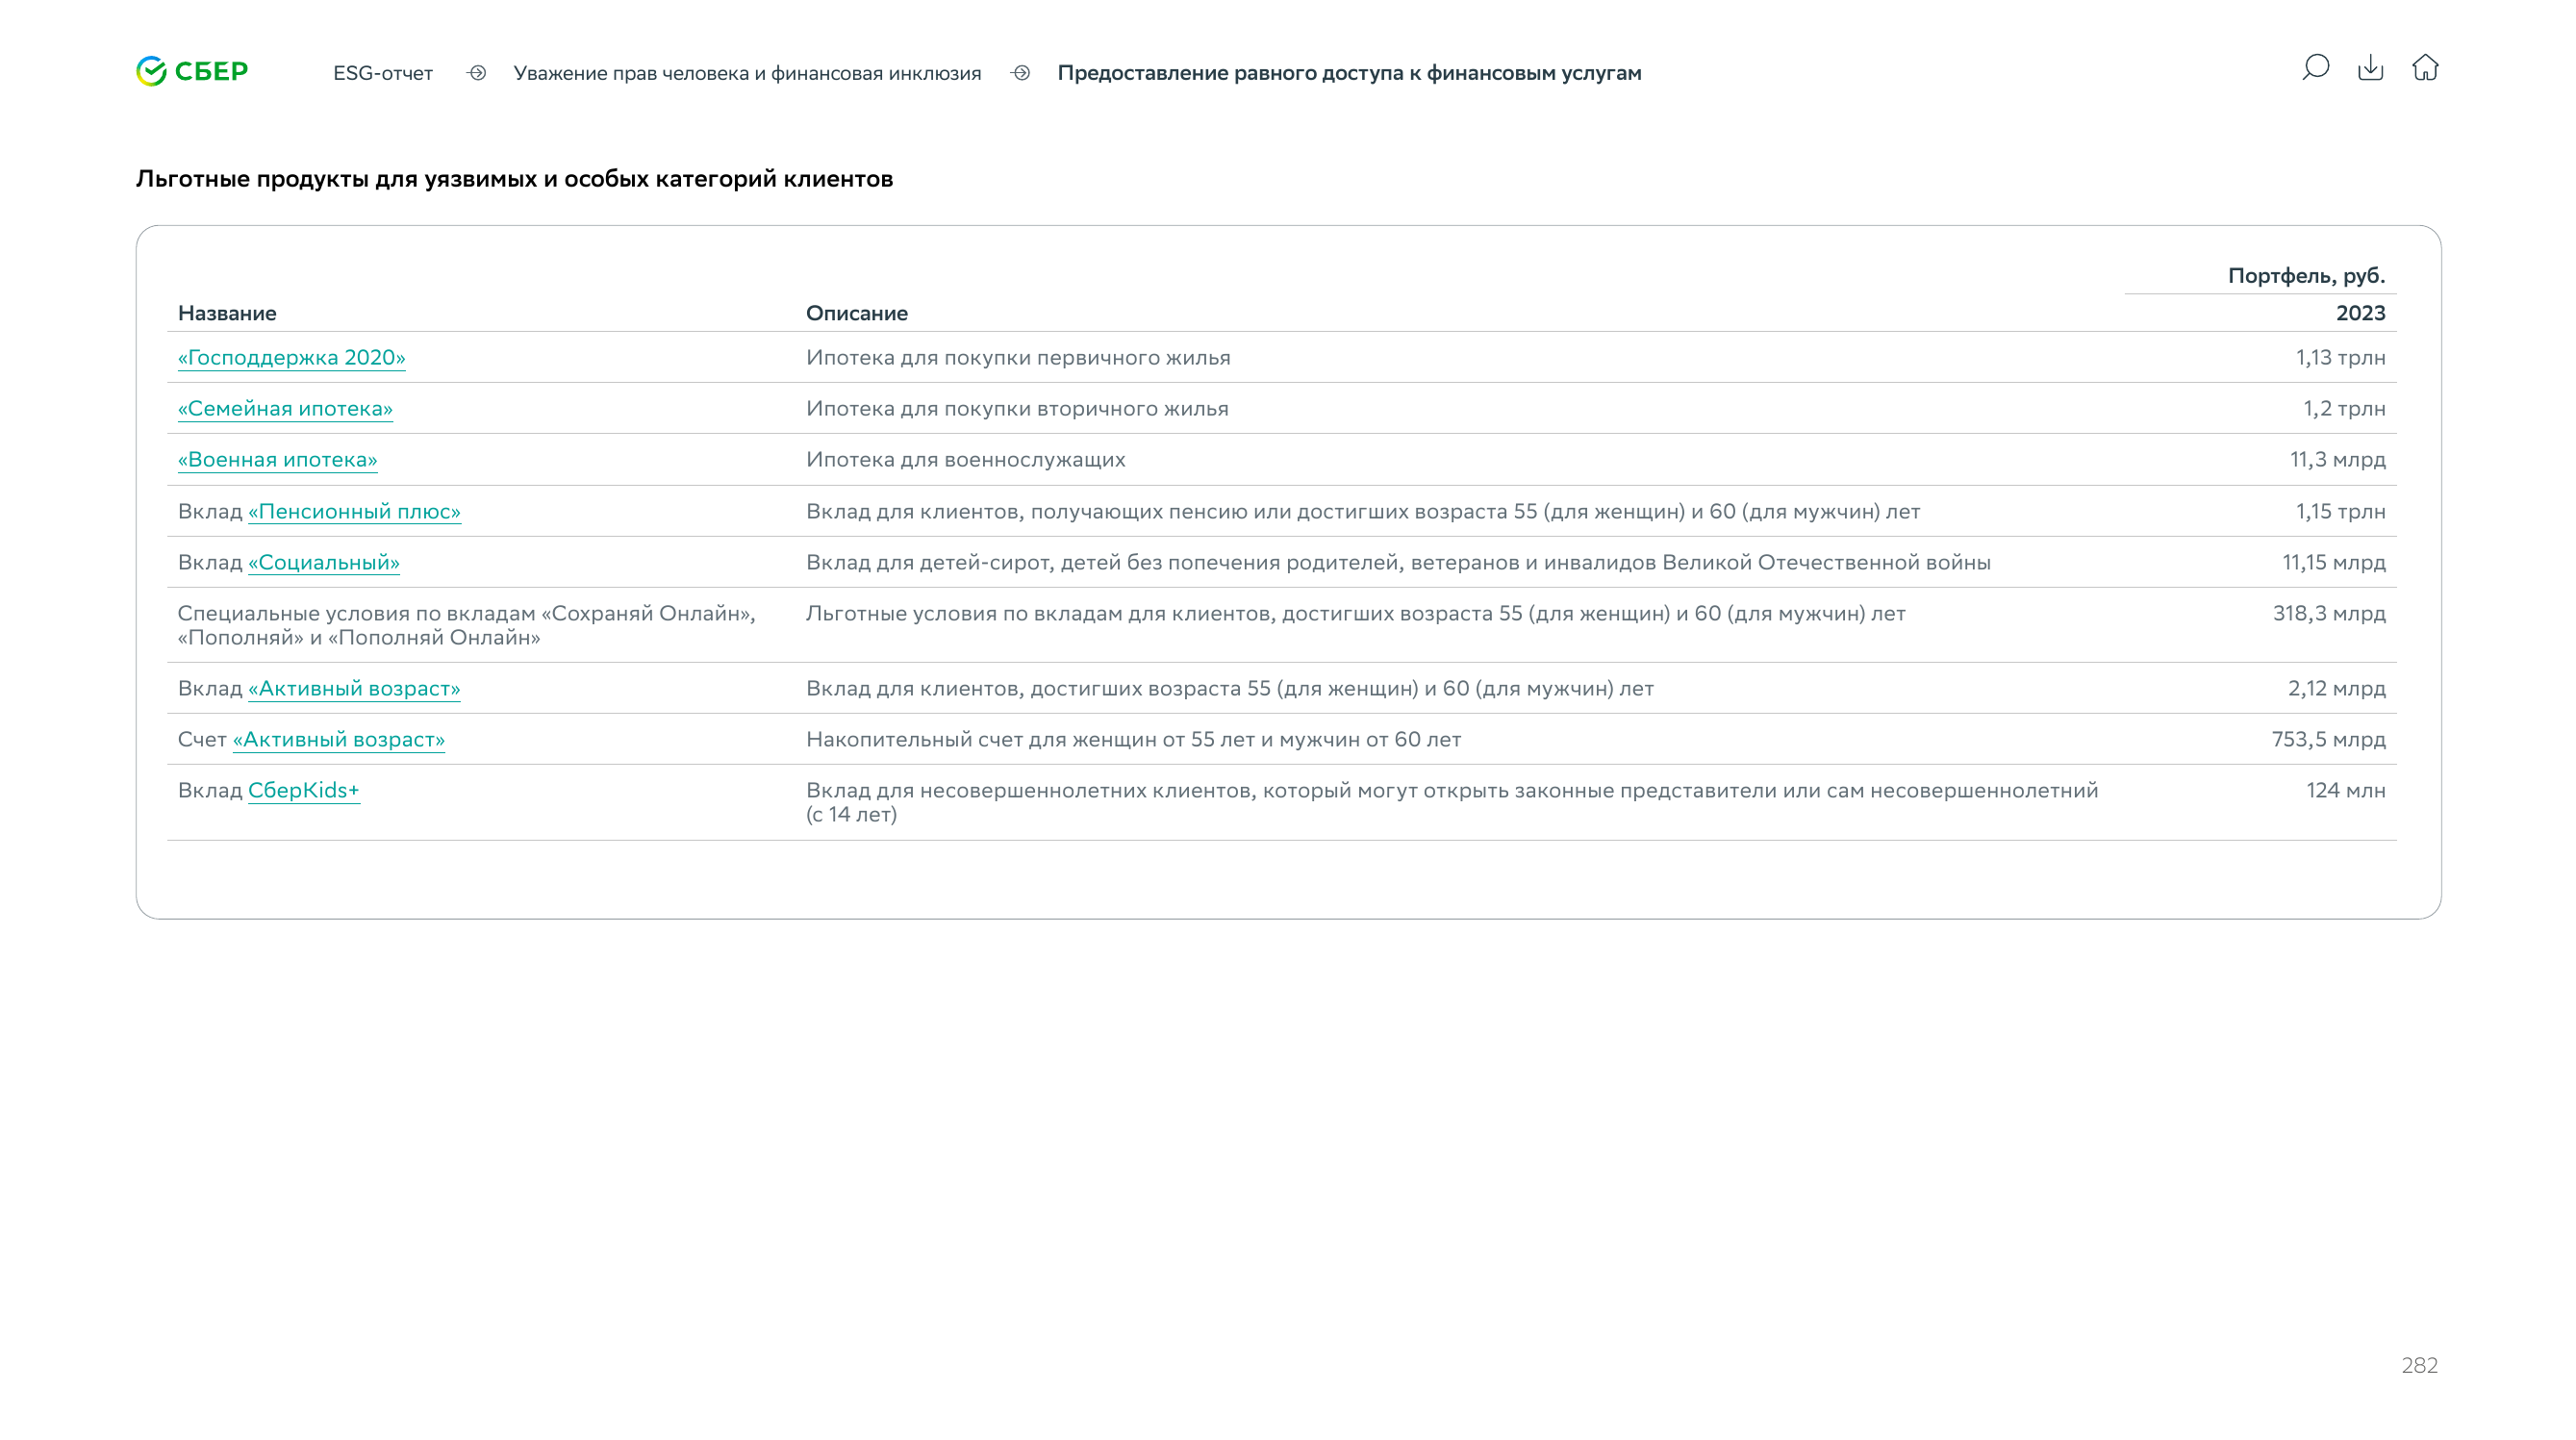 СБЕР
ESG-отчет
Уважение прав человека и финансовая инклюзия
Предоставление равного доступа к финансовым услугам
Льготные продукты для уязвимых и особых категорий клиентов
Портфель, руб.
Название Описание 2023
«Господдержка 2020» Ипотека для покупки первичного жилья 1,13 трлн
«Семейная ипотека» Ипотека для покупки вторичного жилья 1,2 трлн
«Военная ипотека» Ипотека для военнослужащих 11,3 млрд
Вклад «Пенсионный плюс» Вклад для клиентов, получающих пенсию или достигших возраста 55 (для женщин) и 60 (для мужчин) лет 1,15 трлн
Вклад «Социальный» Вклад для детей-сирот, детей без попечения родителей, ветеранов и инвалидов Великой Отечественной войны 11,15 млрд
Специальные условия по вкладам «Сохраняй Онлайн», Льготные условия по вкладам для клиентов, достигших возраста 55 (для женщин) и 60 (для мужчин) лет 318,3 млрд
«Пополняй» и «Пополняй Онлайн»
Вклад «Активный возраст» Вклад для клиентов, достигших возраста 55 (для женщин) и 60 (для мужчин) лет 2,12 млрд
Счет «Активный возраст» Накопительный счет для женщин от 55 лет и мужчин от 60 лет 753,5 млрд
Вклад СберKids+ Вклад для несовершеннолетних клиентов, который могут открыть законные представители или сам несовершеннолетний 124 млн
(с 14 лет)
282